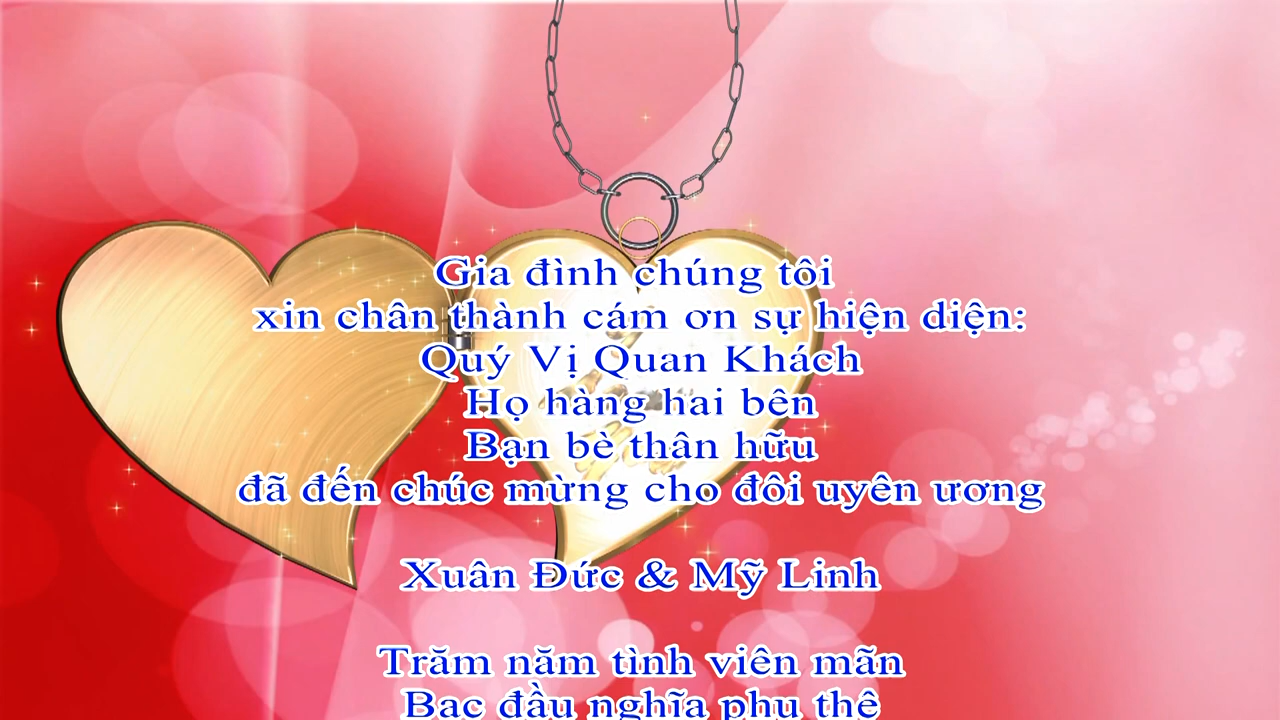 Gia đình chúng tôi
xin chân thành cám ơn sự hiện diện:
Quý Vị Quan Khách
Họ hàng hai bên
Bạn bè thân hữu
đã đến chúc mừng cho đôi uyên ương
Xuân Đức & Mỹ Linh
Trăm năm tình viên mãn
Bạc đầu nghĩa phu thê